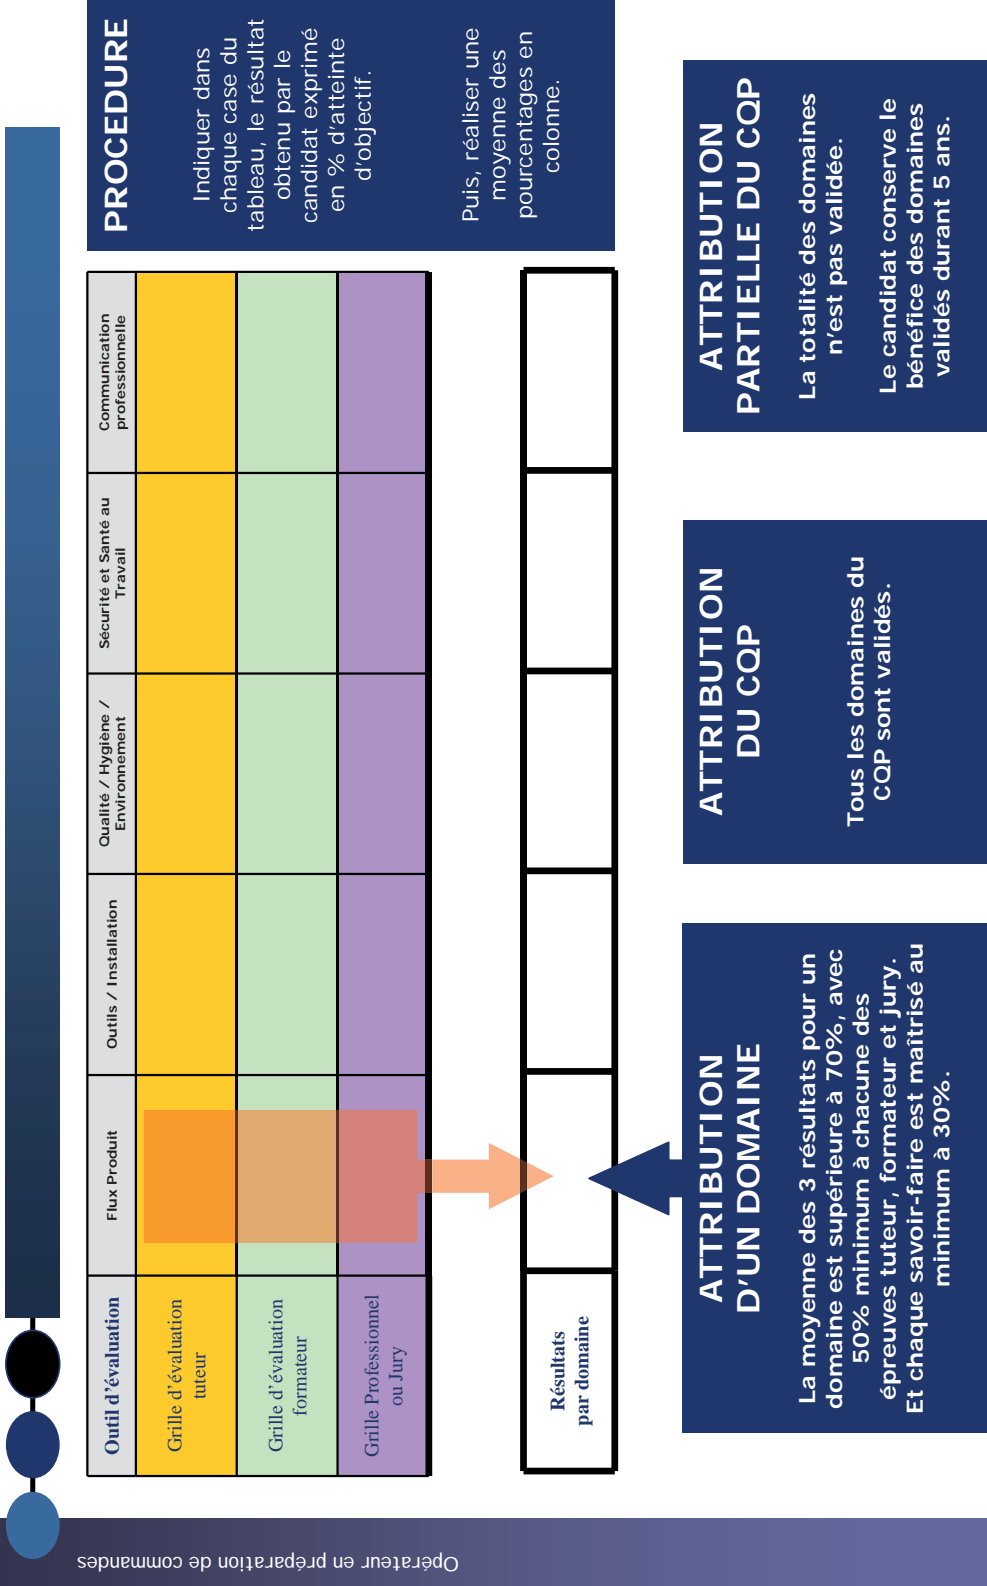 Opérateur en préparation de commandes
Outil d'évaluation
Flux Produit
Outils / Installation
Qualité / Hygiène /
Environnement
Sécurité et Santé au
Travail
Communication
professionnelle
Grille d'évaluation
tuteur
Grille d'évaluation
formateur
Grille Professionnel
ou Jury
Résultats
par domaine
PROCEDURE
Indiquer dans
chaque case du
tableau, le résultat
obtenu par le
candidat exprimé
en % d'atteinte
d'objectif.
Puis, réaliser une
moyenne des
pourcentages en
colonne.
ATTRIBUTION
D'UN DOMAINE
La moyenne des 3 résultats pour un
domaine est supérieure à 70%, avec
50% minimum à chacune des
épreuves tuteur, formateur et jury.
Et chaque savoir-faire est maîtrisé au
minimum à 30%.
ATTRIBUTION
DU CQP
Tous les domaines du
CQP sont validés.
ATTRIBUTION
PARTIELLE DU CQP
La totalité des domaines
n'est pas validée.
Le candidat conserve le
bénéfice des domaines
validés durant 5 ans.